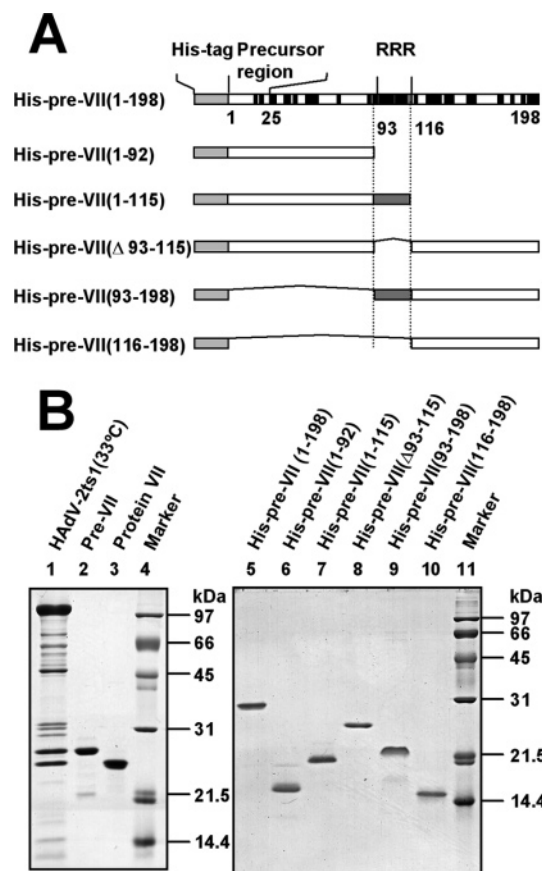 A
His-tag Precursor region RRR
His-pre-VII(1-198)
1 25 93 116 198
His-pre-VII(1-92)
His-pre-VII(1-115)
His-pre-VII(Δ 93-115)
His-pre-VII(93-198)
His-pre-VII(116-198)
B
HAdV-2ts1(33ºC)
Pre-VII
Protein VII
Marker
1 2 3 4
kDa
97
66
45
31
21.5
14.4
His-pre-VII (1-198)
His-pre-VII(1-92)
His-pre-VII(1-115)
His-pre-VII(Δ93-115)
His-pre-VII(93-198)
His-pre-VII(116-198)
Marker
5 6 7 8 9 10 11
kDa
97
66
45
31
21.5
14.4